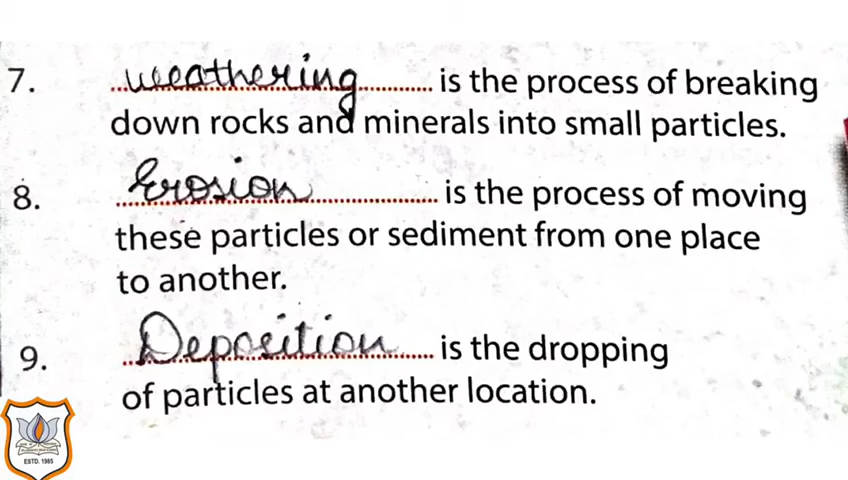 7. weathering is the process of breaking
down rocks and minerals into small particles.
8. Erosion is the process of moving
these particles or sediment from one place
to another.
9. Deposition is the dropping
of particles at another location.
ESTD. 1985